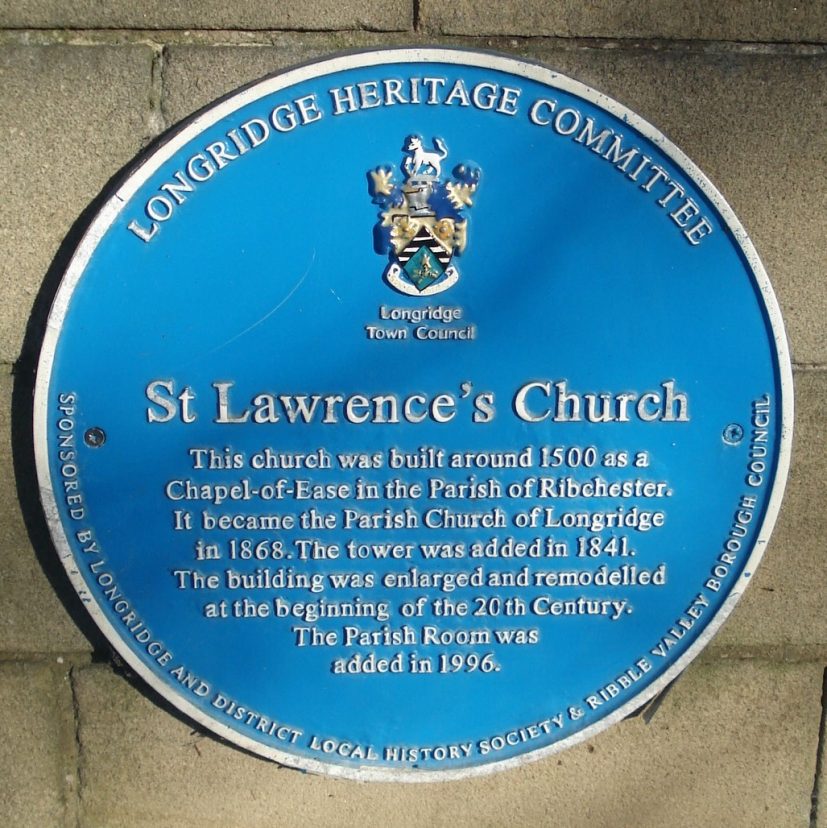 LONGRIDGE HERITAGE COMMITTEE
Longridge
Town Council
St Lawrence's Church
This church was built around 1500 as a
Chapel-of-Ease in the Parish of Ribchester.
It became the Parish Church of Longridge
in 1868. The tower was added in 1841.
The building was enlarged and remodelled
at the beginning of the 20th Century.
The Parish Room was
added in 1996.
SPONSORED BY LONGRIDGE AND DISTRICT LOCAL HISTORY SOCIETY & RIBBLE VALLEY BOROUGH COUNCIL